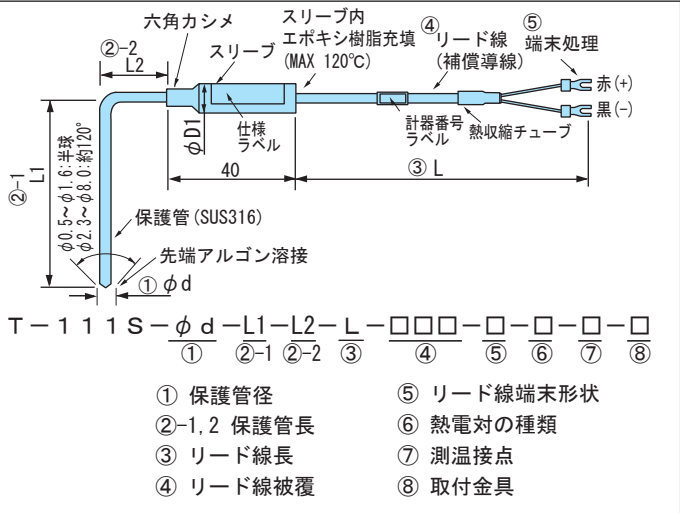 六角カシメ
スリーブ内
エポキシ樹脂充填
(MAX 120℃)
④
リード線
(補償導線)
⑤
端末処理
②-2
L2
スリーブ
赤(+)
黒(-)
φD1
仕様
ラベル
計器番号
ラベル
熱収縮チューブ
40
③ L
②-1
L1
φ0.5～φ1.6:半球
φ2.3～φ8.0:約120°
保護管(SUS316)
先端アルゴン溶接
① φd
T－111S－φd－L1－L2－L－□□□－□－□－□－□
① ②-1 ②-2 ③ ④ ⑤ ⑥ ⑦ ⑧
① 保護管径
②-1,2 保護管長
③ リード線長
④ リード線被覆
⑤ リード線端末形状
⑥ 熱電対の種類
⑦ 測温接点
⑧ 取付金具